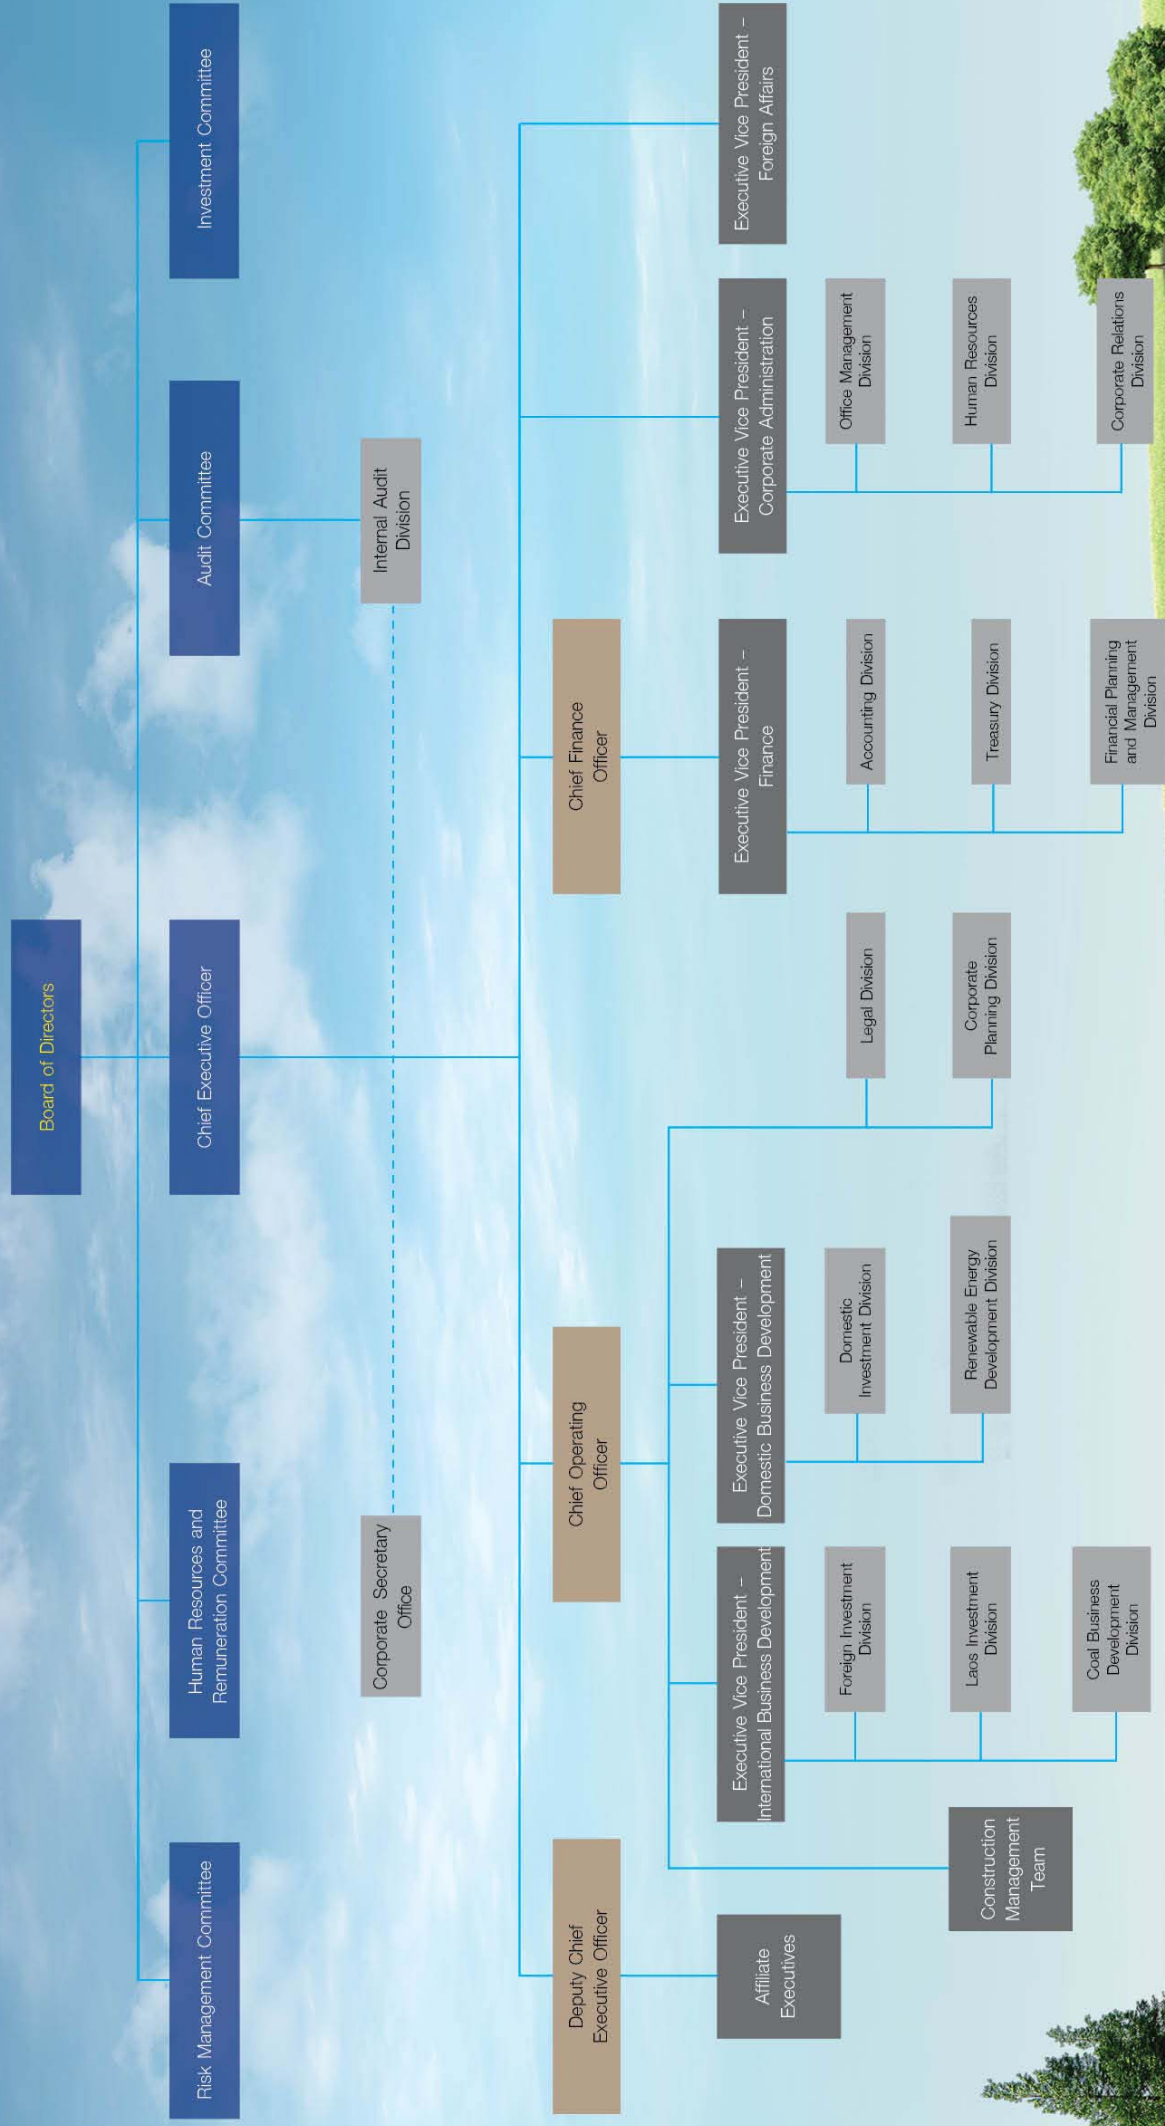 Board of Directors
Risk Management Committee
Human Resources and
Remuneration Committee
Chief Executive Officer
Audit Committee
Investment Committee
Corporate Secretary
Office
Internal Audit
Division
Deputy Chief
Executive Officer
Chief Operating
Officer
Chief Finance
Officer
Affiliate
Executives
Executive Vice President –
International Business Development
Executive Vice President –
Domestic Business Development
Executive Vice President –
Finance
Executive Vice President –
Corporate Administration
Executive Vice President –
Foreign Affairs
Foreign Investment
Division
Domestic
Investment Division
Legal Division
Accounting Division
Office Management
Division
Construction
Management
Team
Laos Investment
Division
Renewable Energy
Development Division
Corporate
Planning Division
Treasury Division
Human Resources
Division
Coal Business
Development
Division
Financial Planning
and Management
Division
Corporate Relations
Division